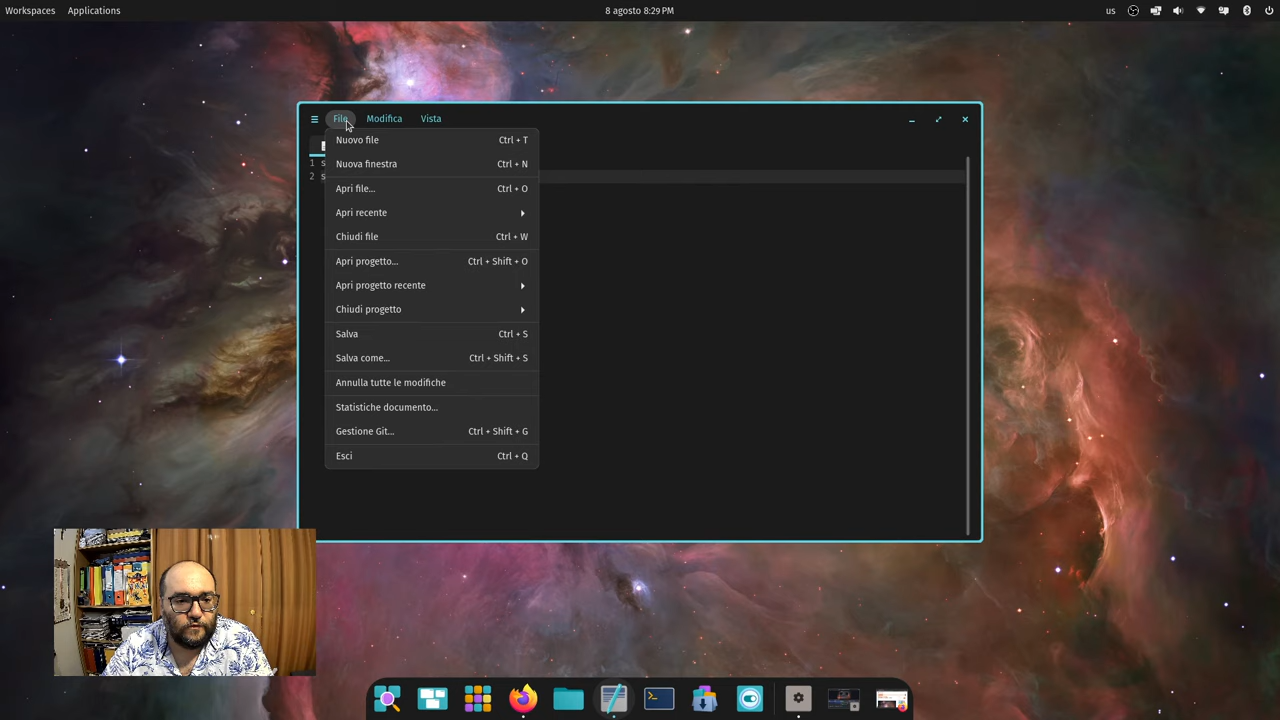 Workspaces Applications 8 agosto 8:29 PM us
File Modifica Vista
Nuovo file Ctrl + T
1 s
Nuova finestra Ctrl + N
2 s
Apri file... Ctrl + O
Apri recente
Chiudi file Ctrl + W
Apri progetto... Ctrl + Shift + O
Apri progetto recente
Chiudi progetto
Salva Ctrl + S
Salva come... Ctrl + Shift + S
Annulla tutte le modifiche
Statistiche documento...
Gestione Git... Ctrl + Shift + G
Esci Ctrl + Q